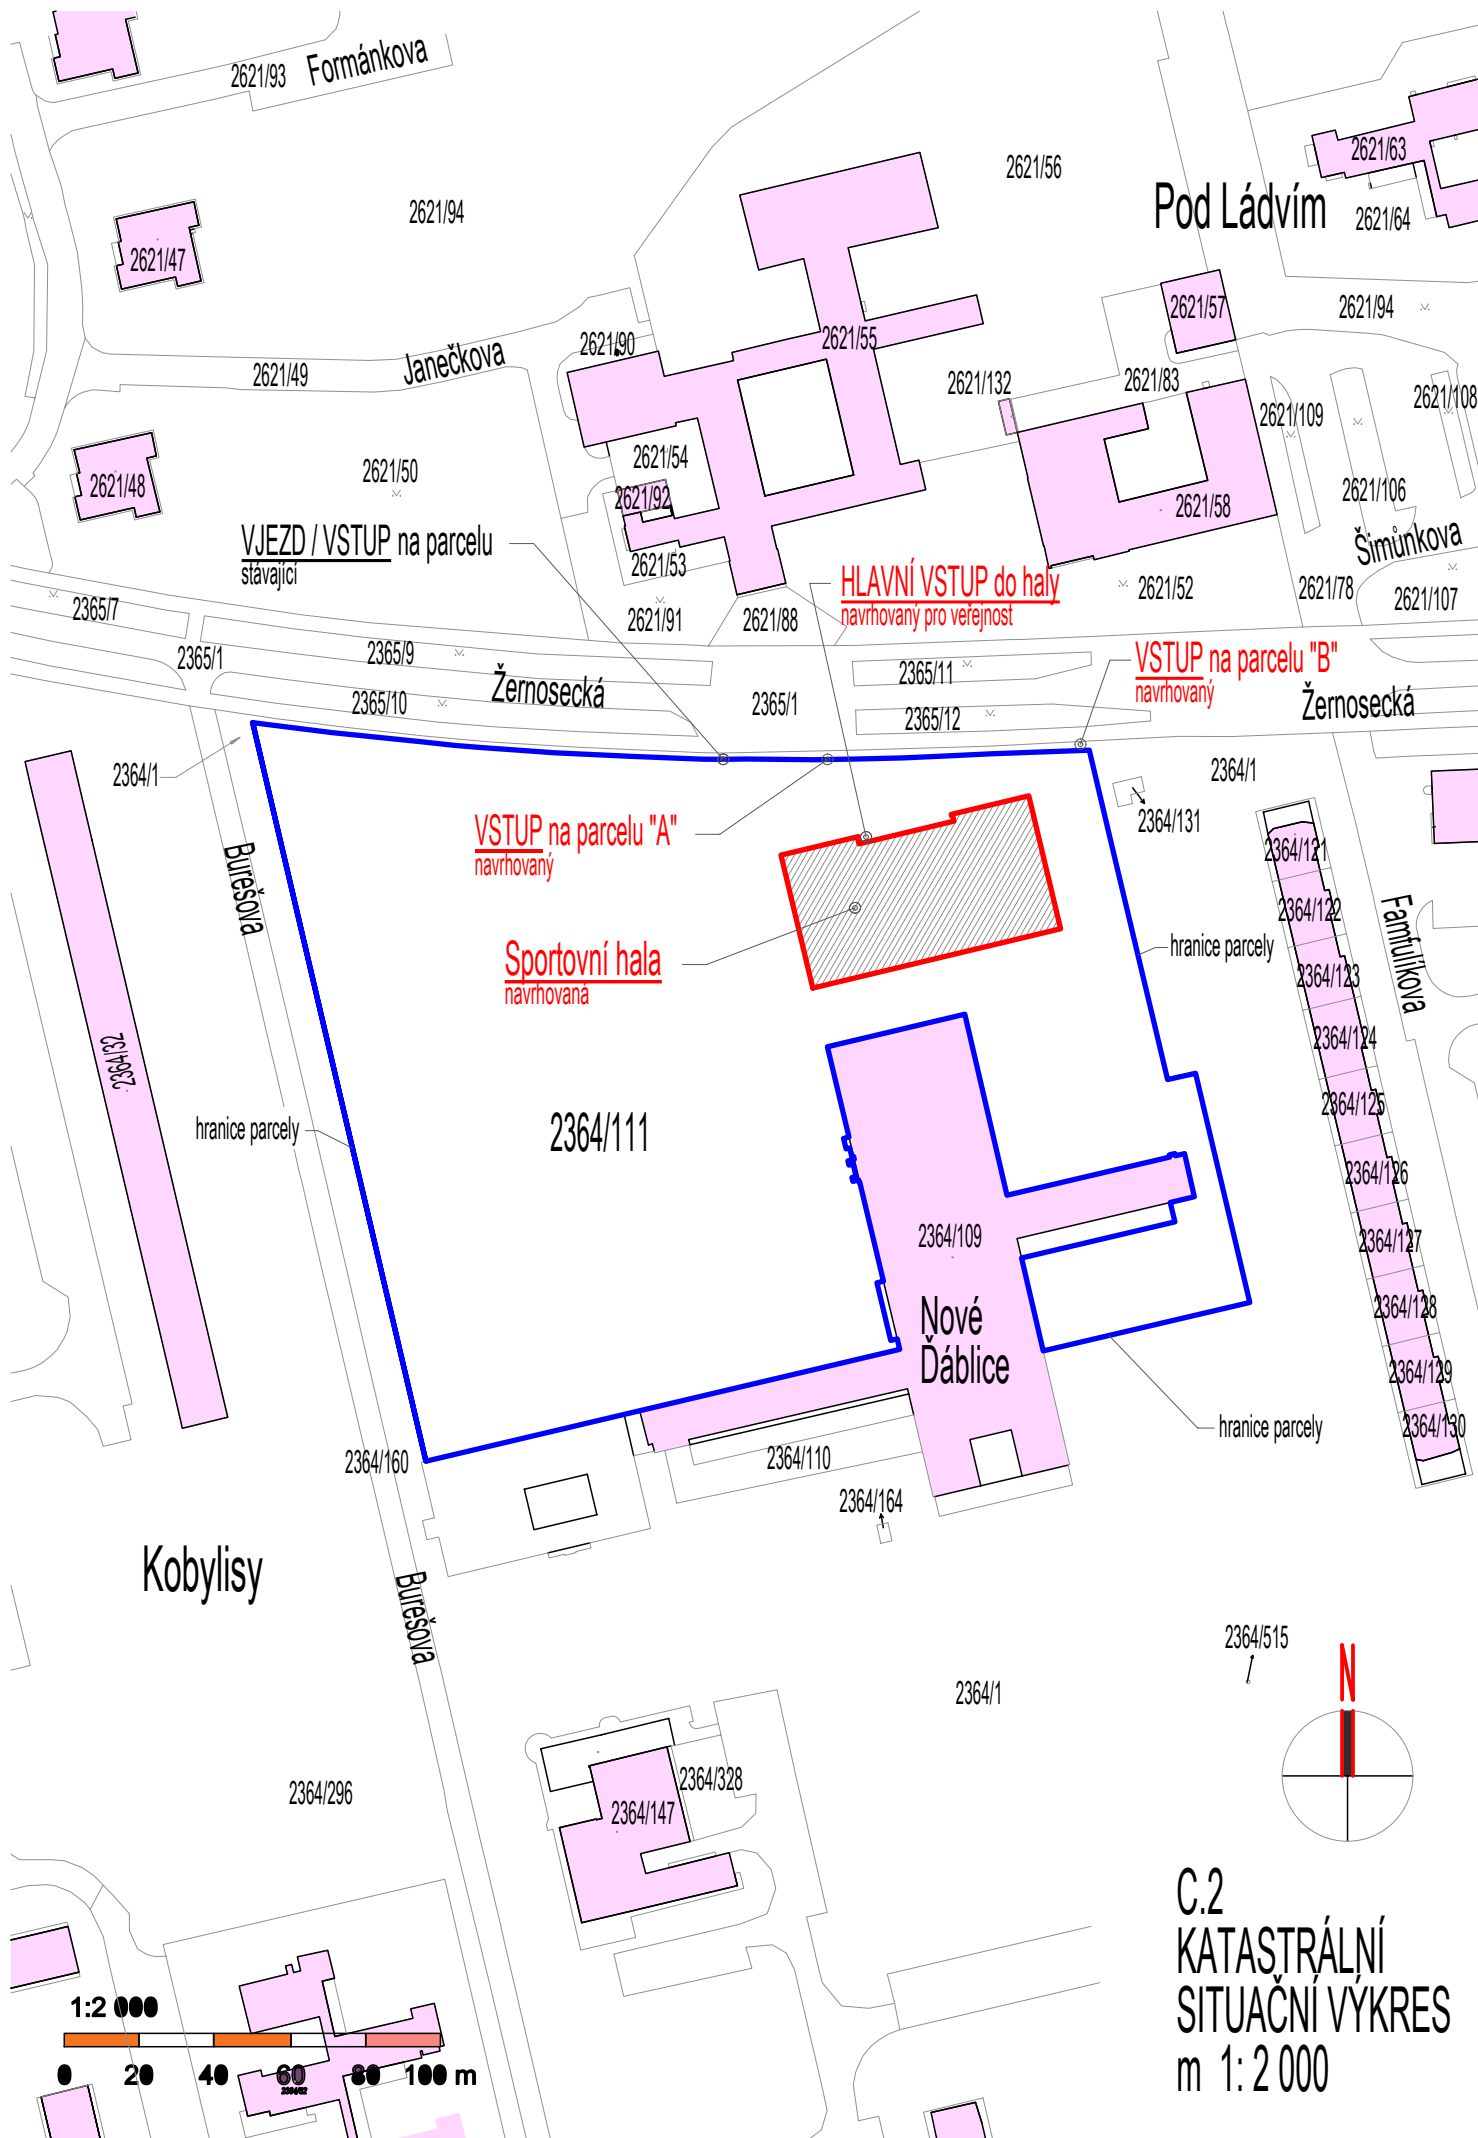 Formánkova
2621/93
2621/56
2621/63
Pod Ládvím
2621/94
2621/64
2621/47
2621/57
2621/94
2621/90
2621/55
Janečkova
2621/49
2621/132
2621/83
2621/109
2621/108
2621/54
2621/50
2621/48
2621/92
2621/106
2621/58
VJEZD / VSTUP na parcelu
stávající
Šimůnkova
2621/53
HLAVNÍ VSTUP do haly
navrhovaný pro veřejnost
2621/52
2621/78
2621/107
2365/7
2621/91
2621/88
2365/1
2365/9
VSTUP na parcelu "B"
navrhovaný
2365/11
Žernosecká
2365/10
2365/1
2365/12
Žernosecká
2364/1
2364/1
2364/131
VSTUP na parcelu "A"
navrhovaný
2364/121
Burešova
2364/122
Famfulíkova
hranice parcely
Sportovní hala
navrhovaná
2364/123
2364/124
2364/132
2364/125
hranice parcely
2364/111
2364/126
2364/109
2364/127
Nové
Ďáblice
2364/128
2364/129
2364/130
hranice parcely
2364/160
2364/110
2364/164
Kobylisy
Burešova
2364/515
N
2364/1
2364/296
2364/328
2364/147
C.2
KATASTRÁLNÍ
SITUAČNÍ VÝKRES
m 1: 2 000
1:2 000
0 20 40 60 80 100 m